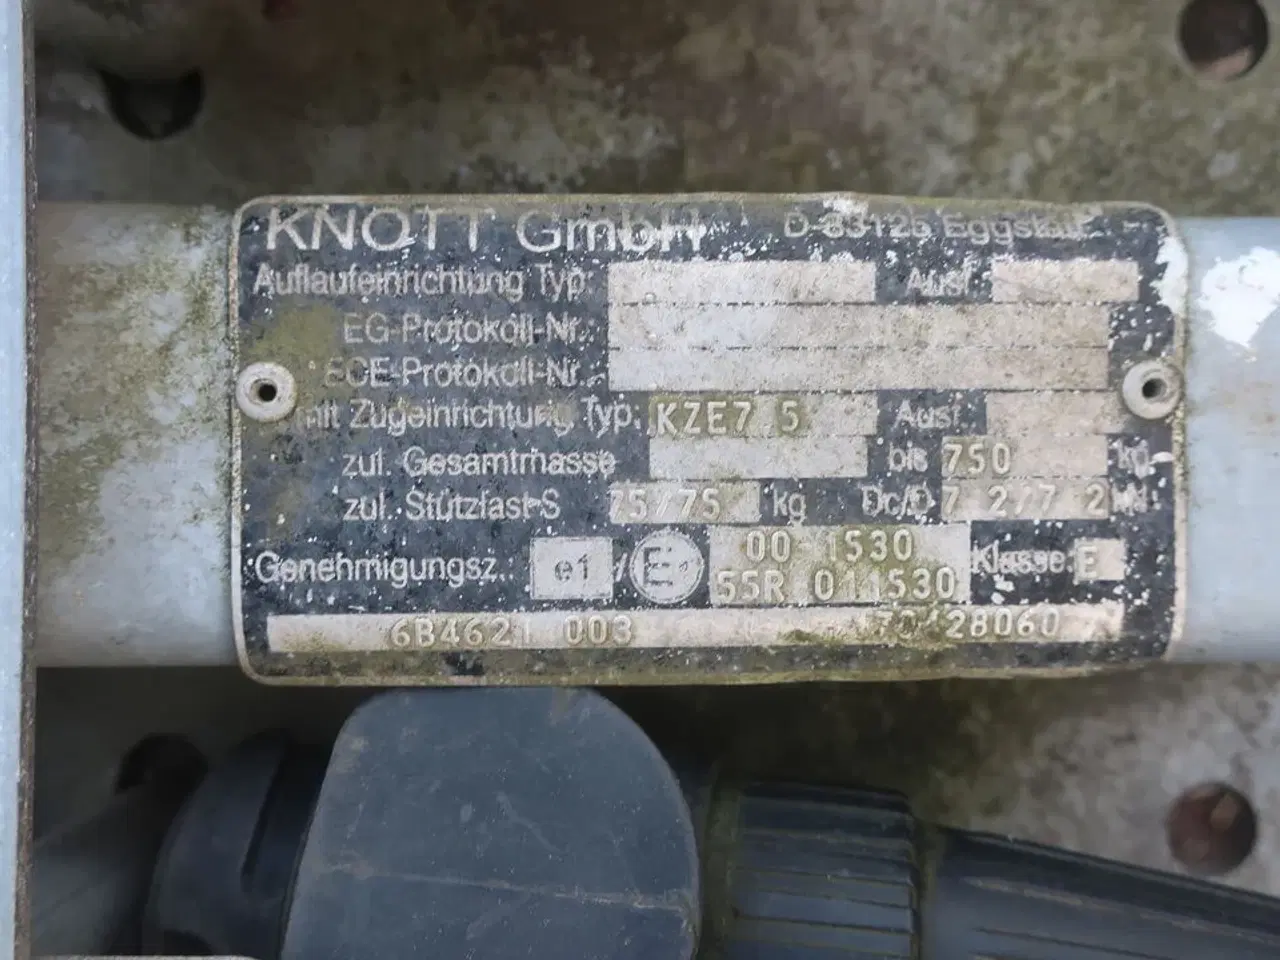 KNOTT GmbH D-83125 Eggstätt
Auflaufeinrichtung Typ: Ausf.:
EG-Protokoll-Nr.:
ECE-Protokoll-Nr.
mit Zugeinrichtung Typ: KZE7.5 Ausf.
zul. Gesamtmasse bis 750 kg
zul. Stützlast S 75/75 kg Dc/D 7.2/7.2 kN
Genehmigungsz.: e1 / E1 00-1530 Klasse: E
55R 011530
6B4621.003